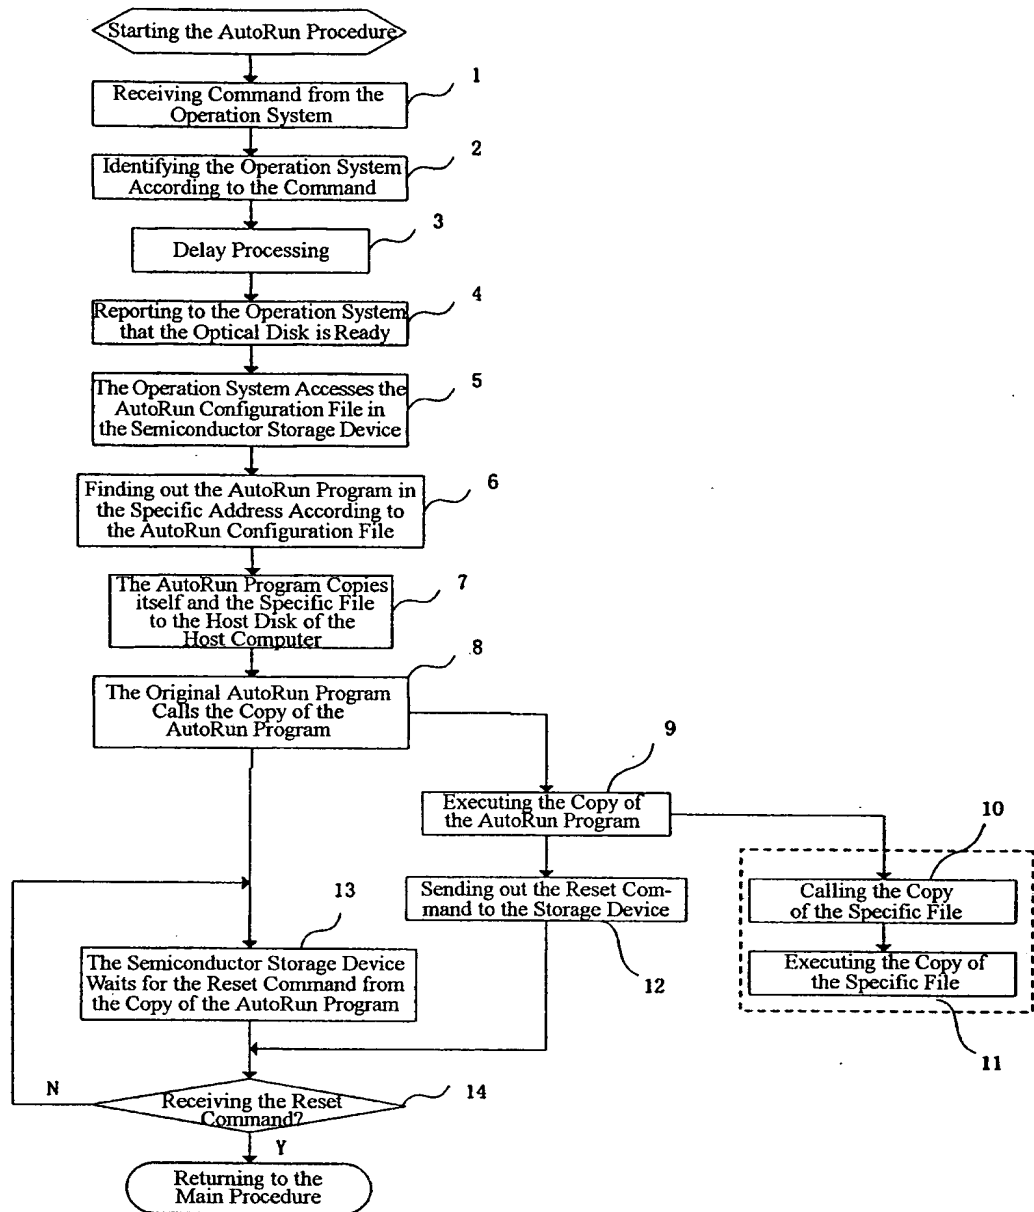 Starting the AutoRun Procedure
1
Receiving Command from the
Operation System
2
Identifying the Operation System
According to the Command
3
Delay Processing
4
Reporting to the Operation System
that the Optical Disk is Ready
5
The Operation System Accesses the
AutoRun Configuration File in
the Semiconductor Storage Device
6
Finding out the AutoRun Program in
the Specific Address According to
the AutoRun Configuration File
7
The AutoRun Program Copies
itself and the Specific File
to the Host Disk of the
Host Computer
8
The Original AutoRun Program
Calls the Copy of the
AutoRun Program
9
Executing the Copy of
the AutoRun Program
10
Calling the Copy
of the Specific File
Executing the Copy of
the Specific File
11
Sending out the Reset Com-
mand to the Storage Device
12
13
The Semiconductor Storage Device
Waits for the Reset Command from
the Copy of the AutoRun Program
N
14
Receiving the Reset
Command?
Y
Returning to the
Main Procedure